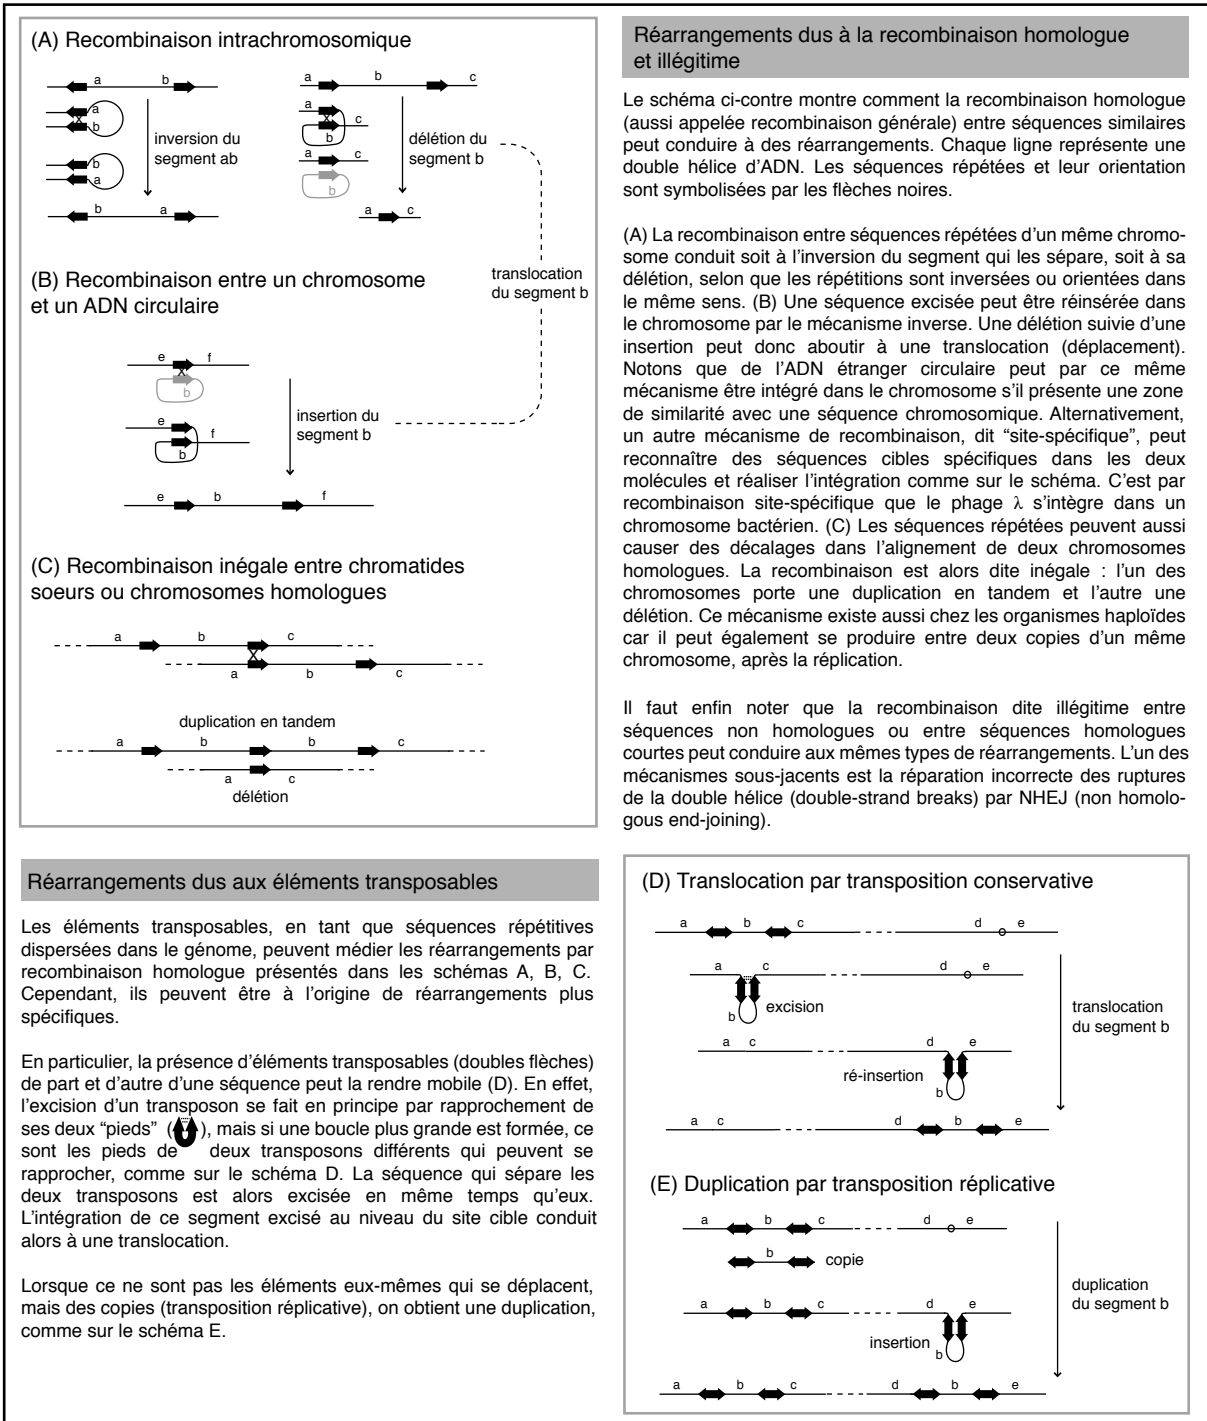 (A) Recombinaison intrachromosomique
a b
a
b
inversion du
segment ab
b
a
b a
a b c
a
c
b
délétion du
segment b
a c
b
a c
translocation
du segment b
(B) Recombinaison entre un chromosome
et un ADN circulaire
e f
b
insertion du
segment b
e
f
b
e b f
(C) Recombinaison inégale entre chromatides
soeurs ou chromosomes homologues
a b c
a b c
duplication en tandem
a b b c
a c
délétion
Réarrangements dus à la recombinaison homologue
et illégitime
Le schéma ci-contre montre comment la recombinaison homologue
(aussi appelée recombinaison générale) entre séquences similaires
peut conduire à des réarrangements. Chaque ligne représente une
double hélice d’ADN. Les séquences répétées et leur orientation
sont symbolisées par les flèches noires.
(A) La recombinaison entre séquences répétées d’un même chromo-
some conduit soit à l’inversion du segment qui les sépare, soit à sa
délétion, selon que les répétitions sont inversées ou orientées dans
le même sens. (B) Une séquence excisée peut être réinsérée dans
le chromosome par le mécanisme inverse. Une délétion suivie d’une
insertion peut donc aboutir à une translocation (déplacement).
Notons que de l’ADN étranger circulaire peut par ce même
mécanisme être intégré dans le chromosome s’il présente une zone
de similarité avec une séquence chromosomique. Alternativement,
un autre mécanisme de recombinaison, dit “site-spécifique”, peut
reconnaître des séquences cibles spécifiques dans les deux
molécules et réaliser l’intégration comme sur le schéma. C’est par
recombinaison site-spécifique que le phage λ s’intègre dans un
chromosome bactérien. (C) Les séquences répétées peuvent aussi
causer des décalages dans l’alignement de deux chromosomes
homologues. La recombinaison est alors dite inégale : l’un des
chromosomes porte une duplication en tandem et l’autre une
délétion. Ce mécanisme existe aussi chez les organismes haploïdes
car il peut également se produire entre deux copies d’un même
chromosome, après la réplication.
Il faut enfin noter que la recombinaison dite illégitime entre
séquences non homologues ou entre séquences homologues
courtes peut conduire aux mêmes types de réarrangements. L’un des
mécanismes sous-jacents est la réparation incorrecte des ruptures
de la double hélice (double-strand breaks) par NHEJ (non homolo-
gous end-joining).
Réarrangements dus aux éléments transposables
Les éléments transposables, en tant que séquences répétitives
dispersées dans le génome, peuvent médier les réarrangements par
recombinaison homologue présentés dans les schémas A, B, C.
Cependant, ils peuvent être à l’origine de réarrangements plus
spécifiques.
En particulier, la présence d’éléments transposables (doubles flèches)
de part et d’autre d’une séquence peut la rendre mobile (D). En effet,
l’excision d’un transposon se fait en principe par rapprochement de
ses deux “pieds” ( ), mais si une boucle plus grande est formée, ce
sont les pieds de deux transposons différents qui peuvent se
rapprocher, comme sur le schéma D. La séquence qui sépare les
deux transposons est alors excisée en même temps qu’eux.
L’intégration de ce segment excisé au niveau du site cible conduit
alors à une translocation.
Lorsque ce ne sont pas les éléments eux-mêmes qui se déplacent,
mais des copies (transposition réplicative), on obtient une duplication,
comme sur le schéma E.
(D) Translocation par transposition conservative
a b c d e
a c d e
b excision
translocation
du segment b
a c d e
ré-insertion
b
a c d b e
(E) Duplication par transposition réplicative
a b c d e
b copie
duplication
du segment b
a b c d e
insertion
b
a b c d b e